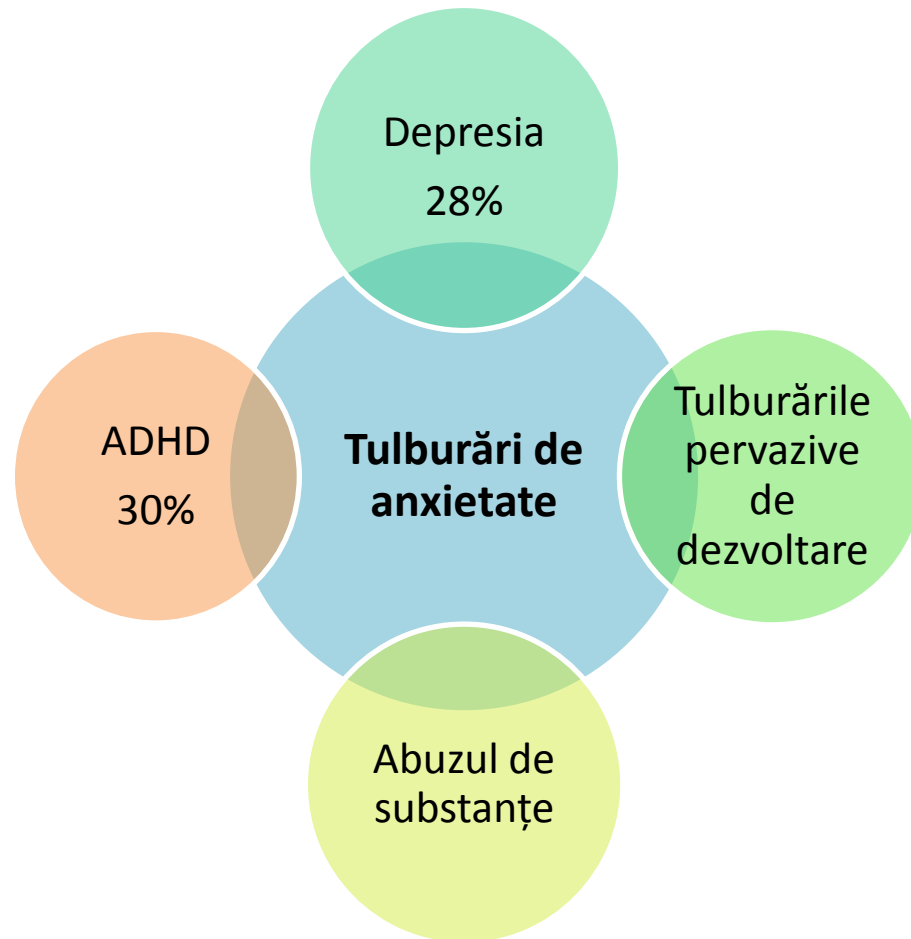 Depresia
28%
ADHD
30%
Tulburări de
anxietate
Tulburările
pervazive
de
dezvoltare
Abuzul de
substanțe